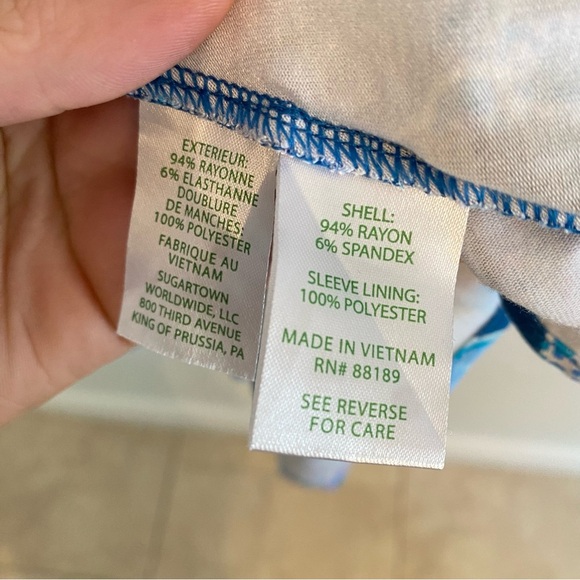 EXTERIEUR:
94% RAYONNE
6% ELASTHANNE
DOUBLURE
DE MANCHES:
100% POLYESTER
FABRIQUE AU
VIETNAM
SUGARTOWN
WORLDWIDE, LLC
800 THIRD AVENUE
KING OF PRUSSIA, PA
SHELL:
94% RAYON
6% SPANDEX
SLEEVE LINING:
100% POLYESTER
MADE IN VIETNAM
RN# 88189
SEE REVERSE
FOR CARE